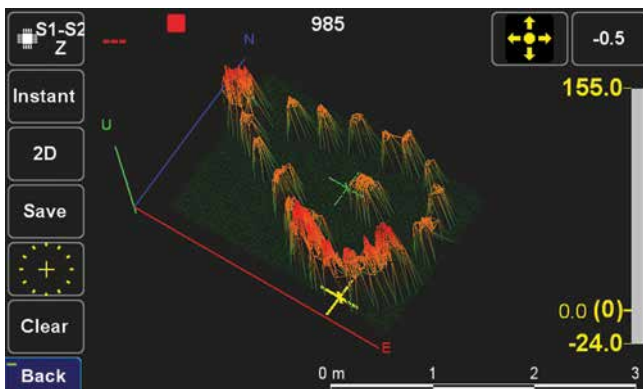 S1-S2
Z
---
985
-0.5
Instant
2D
Save
Clear
Back
N
U
E
155.0
0.0 (0)
-24.0
0 m 1 2 3